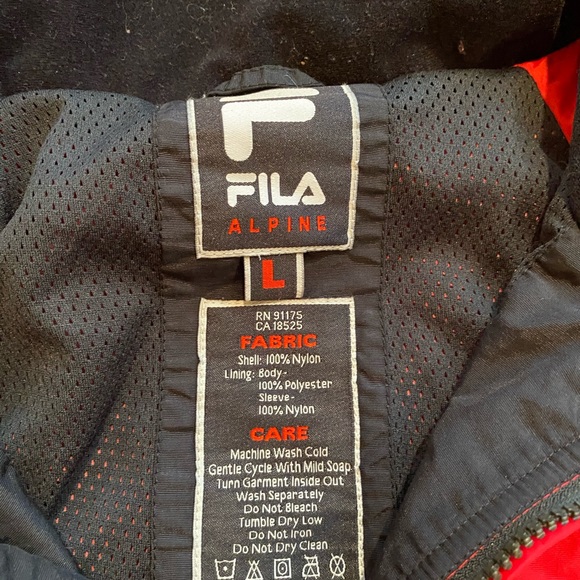 F
FILA
ALPINE
L
RN 91175
CA 18525
FABRIC
Shell: 100% Nylon
Lining: Body-
100% Polyester
Sleeve-
100% Nylon
CARE
Machine Wash Cold
Gentle Cycle With Mild Soap
Turn Garment Inside Out
Wash Separately
Do Not Bleach
Tumble Dry Low
Do Not Iron
Do Not Dry Clean